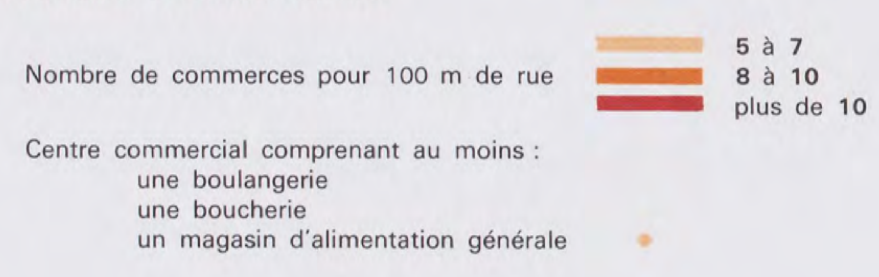 5 à 7
Nombre de commerces pour 100 m de rue 8 à 10
plus de 10
Centre commercial comprenant au moins :
une boulangerie
une boucherie
un magasin d'alimentation générale